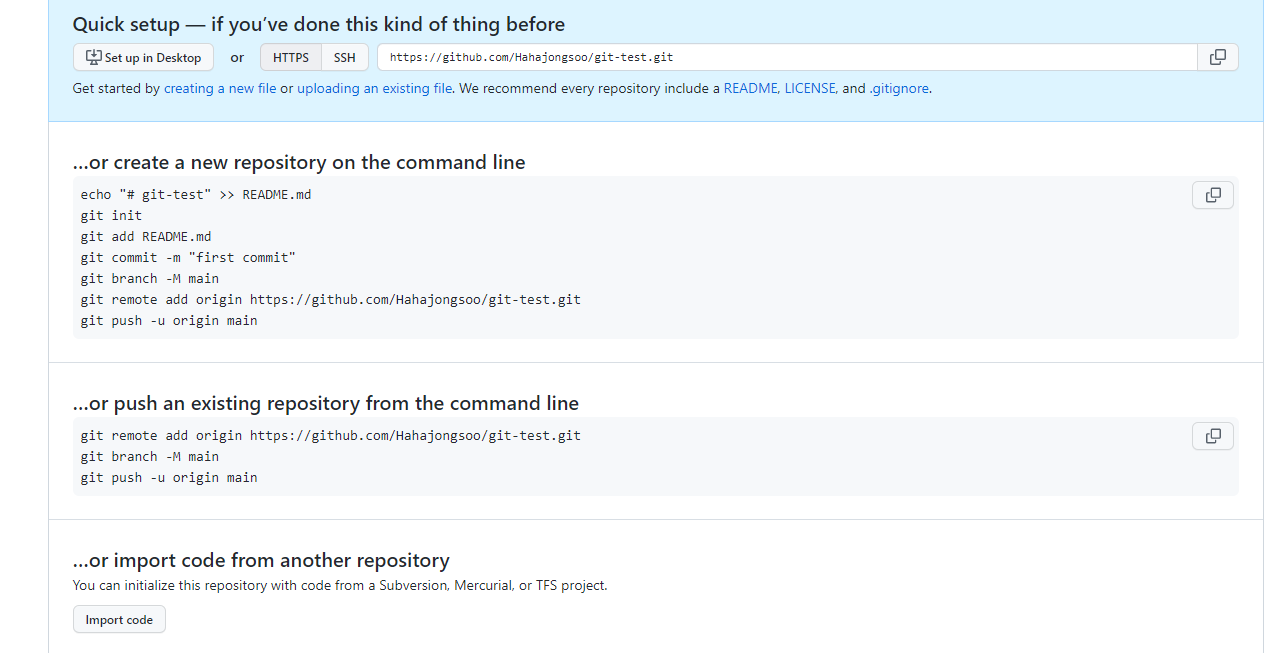 Quick setup — if you’ve done this kind of thing before
Set up in Desktop or HTTPS SSH https://github.com/Hahajongsoo/git-test.git
Get started by creating a new file or uploading an existing file. We recommend every repository include a README, LICENSE, and .gitignore.
…or create a new repository on the command line
echo "# git-test" >> README.md
git init
git add README.md
git commit -m "first commit"
git branch -M main
git remote add origin https://github.com/Hahajongsoo/git-test.git
git push -u origin main
…or push an existing repository from the command line
git remote add origin https://github.com/Hahajongsoo/git-test.git
git branch -M main
git push -u origin main
…or import code from another repository
You can initialize this repository with code from a Subversion, Mercurial, or TFS project.
Import code